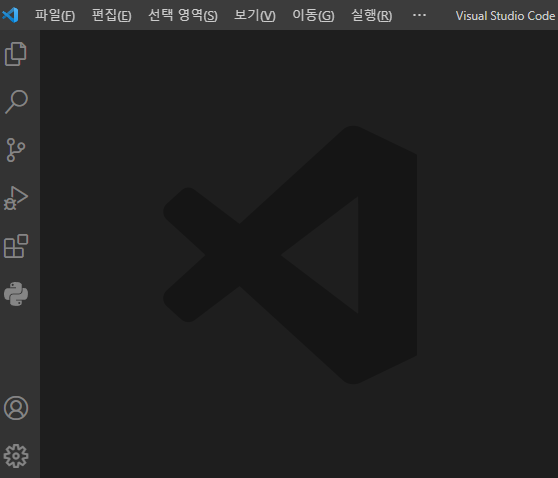 파일(F) 편집(E) 선택 영역(S) 보기(V) 이동(G) 실행(R) ··· Visual Studio Code